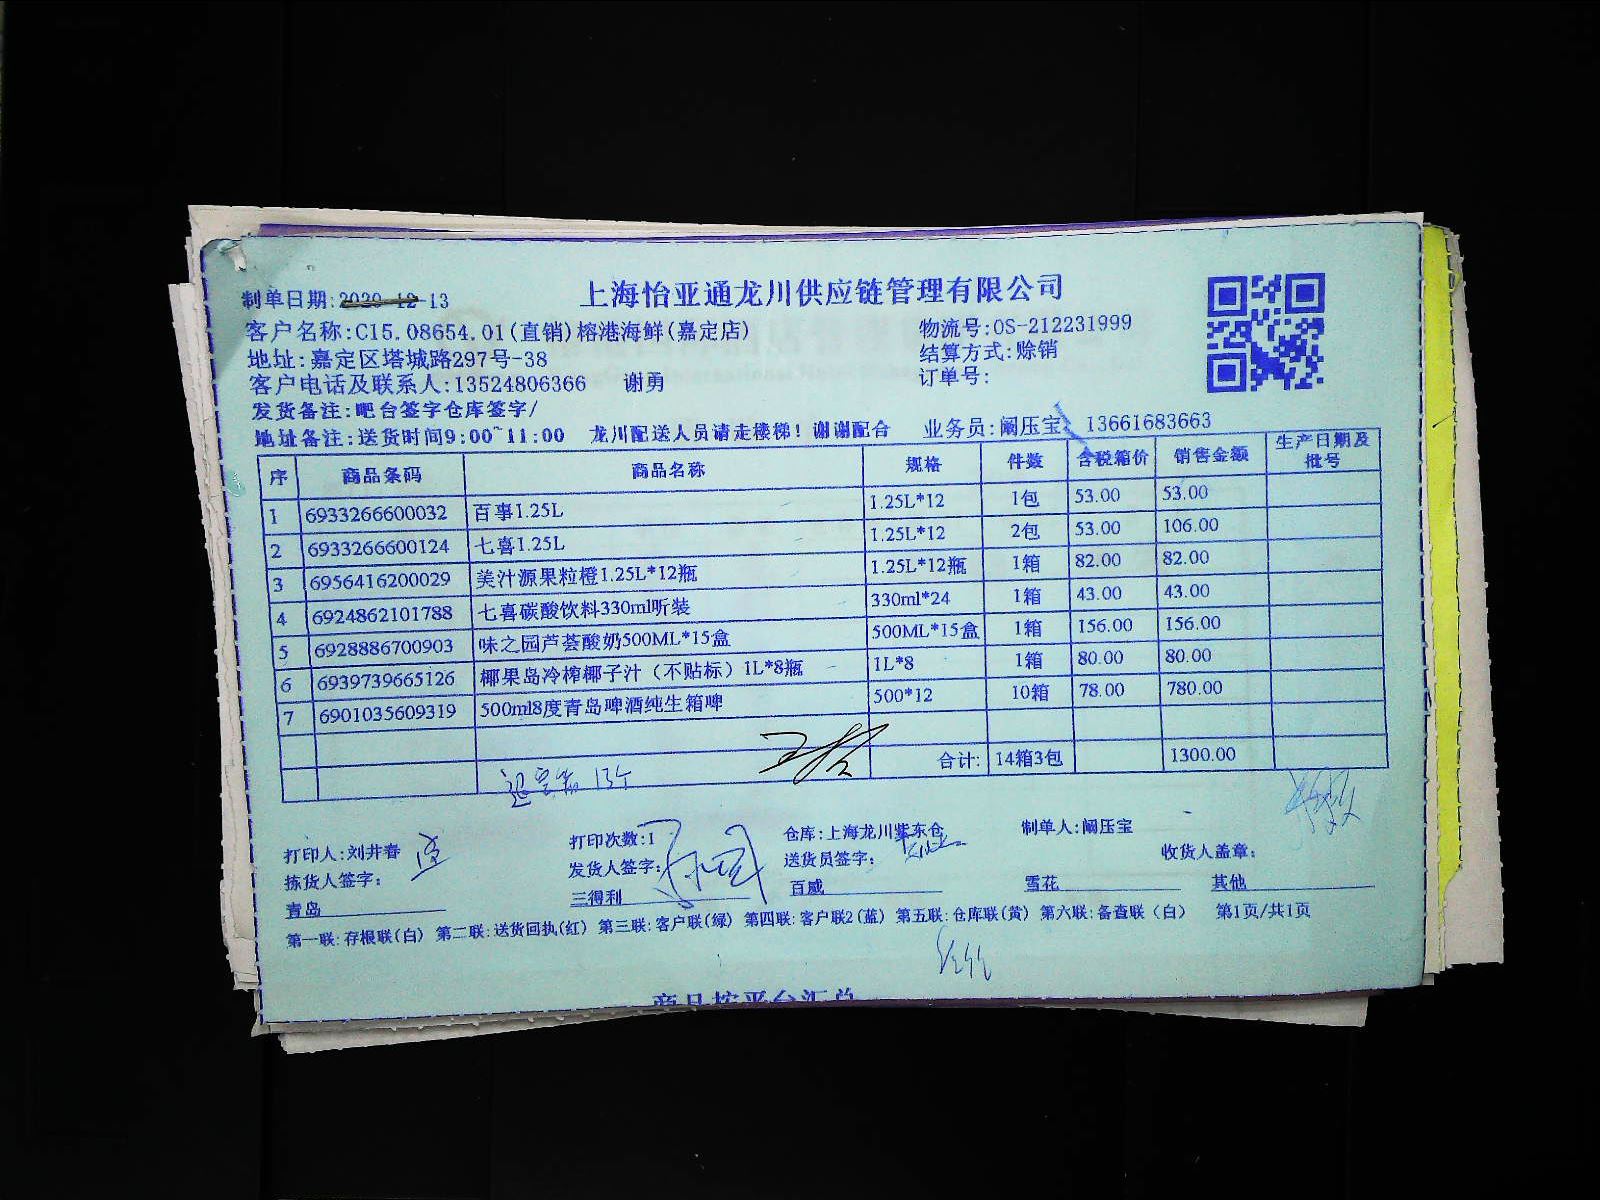 上海怡亚通龙川供应链管理有限公司
制单日期:2020-12-13
客户名称:C15.08654.01(直销)榕港海鲜(嘉定店) 物流号:OS-212231999
地址:嘉定区塔城路297号-38 结算方式:赊销
客户电话及联系人:13524806366 谢勇 订单号:
发货备注:吧台签字仓库签字/
地址备注:送货时间9:00~11:00 龙川配送人员请走楼梯! 谢谢配合 业务员:阚压宝 13661683663
序 商品条码 商品名称 规格 件数 含税箱价 销售金额 生产日期及批号
1 6933266600032 百事1.25L 1.25L*12 1包 53.00 53.00
2 6933266600124 七喜1.25L 1.25L*12 2包 53.00 106.00
3 6956416200029 美汁源果粒橙1.25L*12瓶 1.25L*12瓶 1箱 82.00 82.00
4 6924862101788 七喜碳酸饮料330ml听装 330ml*24 1箱 43.00 43.00
5 6928886700903 味之园芦荟酸奶500ML*15盒 500ML*15盒 1箱 156.00 156.00
6 6939739665126 椰果岛冷榨椰子汁（不贴标）1L*8瓶 1L*8 1箱 80.00 80.00
7 6901035609319 500ml8度青岛啤酒纯生箱啤 500*12 10箱 78.00 780.00
合计: 14箱3包 1300.00
13个
打印人:刘井春 打印次数:1 仓库:上海龙川紫东仓 制单人:阚压宝
拣货人签字: 发货人签字: 送货员签字: 收货人盖章:
青岛 三得利 百威 雪花 其他
第一联:存根联(白) 第二联:送货回执(红) 第三联:客户联(绿) 第四联:客户联2(蓝) 第五联:仓库联(黄) 第六联:备查联（白） 第1页/共1页
商品按平台汇总